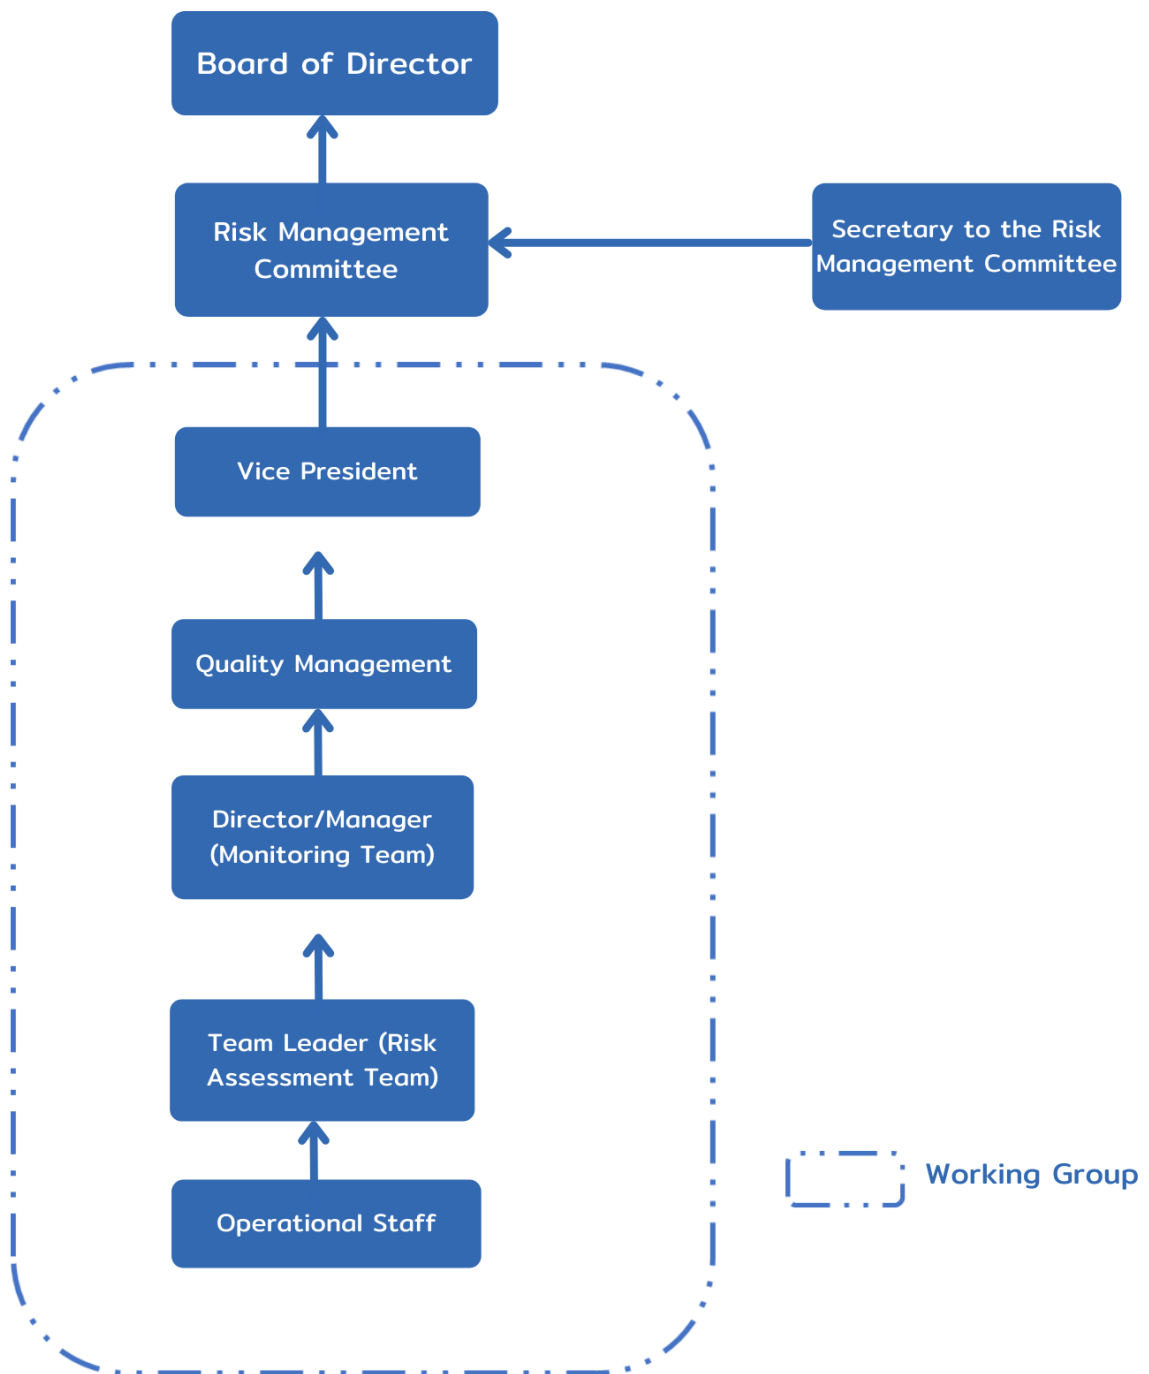 Board of Director
Risk Management
Committee
Secretary to the Risk
Management Committee
Vice President
Quality Management
Director/Manager
(Monitoring Team)
Team Leader (Risk
Assessment Team)
Operational Staff
Working Group